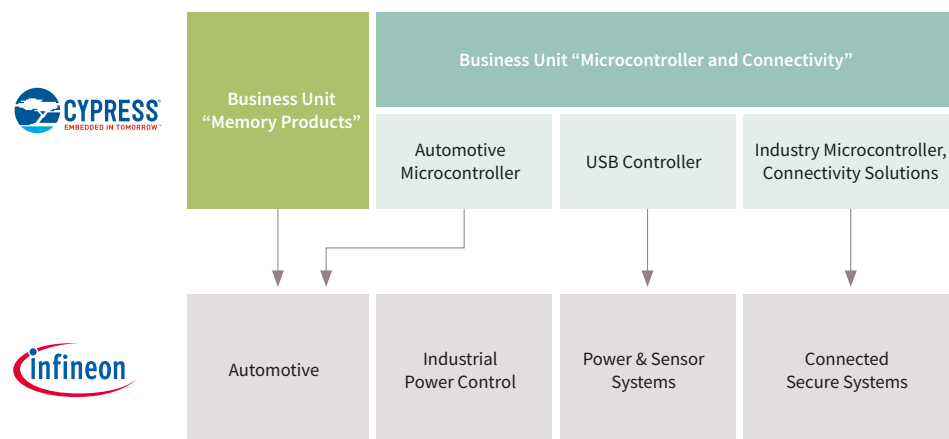 Business Unit “Microcontroller and Connectivity”
CYPRESS®
EMBEDDED IN TOMORROW™
Business Unit
“Memory Products”
Automotive
Microcontroller
USB Controller
Industry Microcontroller,
Connectivity Solutions
infineon
Automotive
Industrial
Power Control
Power & Sensor
Systems
Connected
Secure Systems